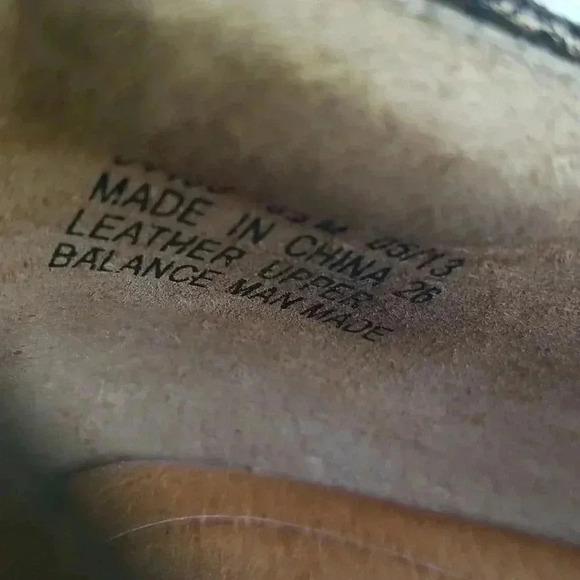 M 05/13
MADE IN CHINA 26
LEATHER UPPER
BALANCE MAN MADE